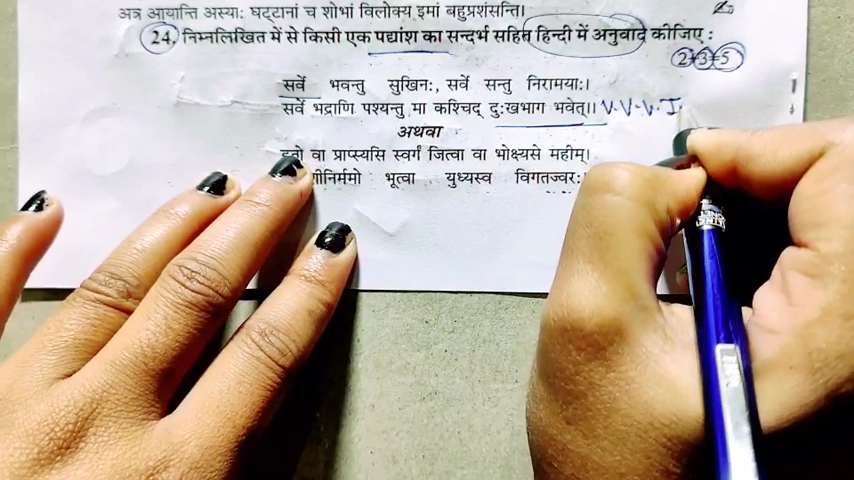 अत्र आयान्ति अस्याः घट्टानां च शोभां विलोक्य इमां बहुप्रशंसन्ति।
24. निम्नलिखित में से किसी एक पद्यांश का सन्दर्भ सहित हिन्दी में अनुवाद कीजिए :
2+3=5
सर्वे भवन्तु सुखिनः, सर्वे सन्तु निरामयाः।
सर्वे भद्राणि पश्यन्तु मा कश्चिद् दुःखभाग भवेत्।। V.V.V.I
अथवा
वा प्राप्स्यसि स्वर्गं जित्वा वा भोक्ष्यसे महीम्।
भूत्वा युध्यस्व विगतज्वरः